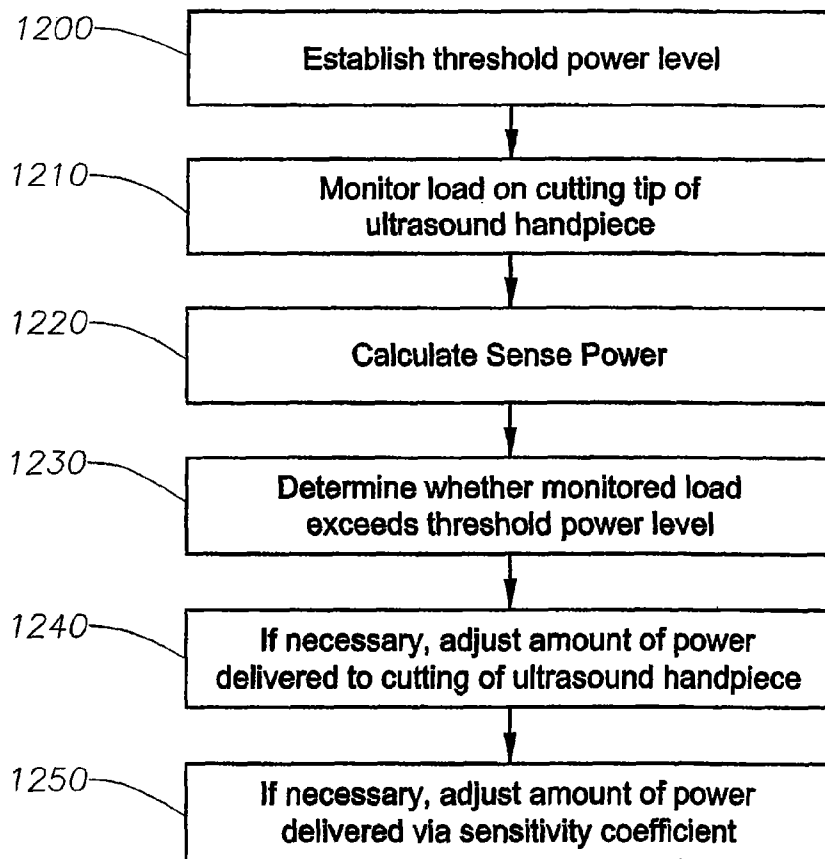 1200
Establish threshold power level
1210
Monitor load on cutting tip of
ultrasound handpiece
1220
Calculate Sense Power
1230
Determine whether monitored load
exceeds threshold power level
1240
If necessary, adjust amount of power
delivered to cutting of ultrasound handpiece
1250
If necessary, adjust amount of power
delivered via sensitivity coefficient